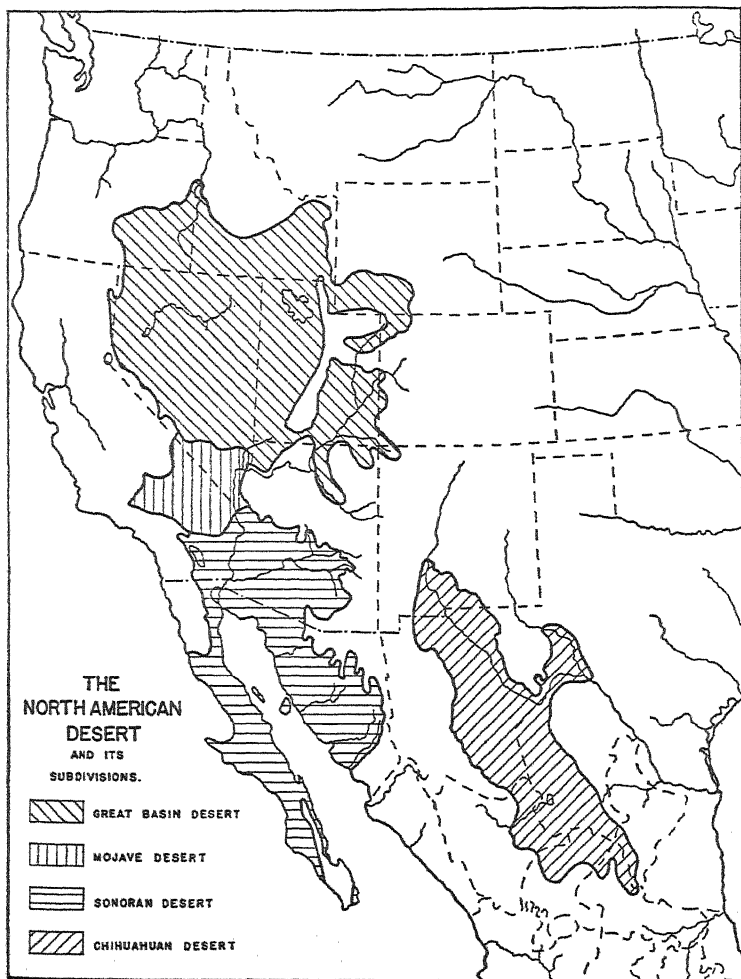 THE
NORTH AMERICAN
DESERT
AND ITS
SUBDIVISIONS.
GREAT BASIN DESERT
MOJAVE DESERT
SONORAN DESERT
CHIHUAHUAN DESERT